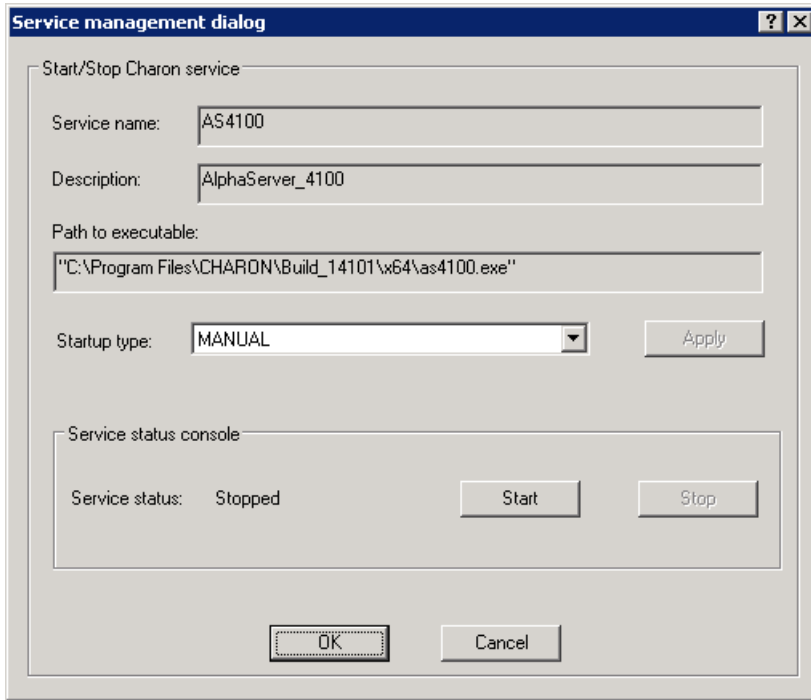 Service management dialog
Start/Stop Charon service
Service name: AS4100
Description: AlphaServer_4100
Path to executable:
"C:\Program Files\CHARON\Build_14101\x64\as4100.exe"
Startup type: MANUAL Apply
Service status console
Service status: Stopped Start Stop
OK Cancel